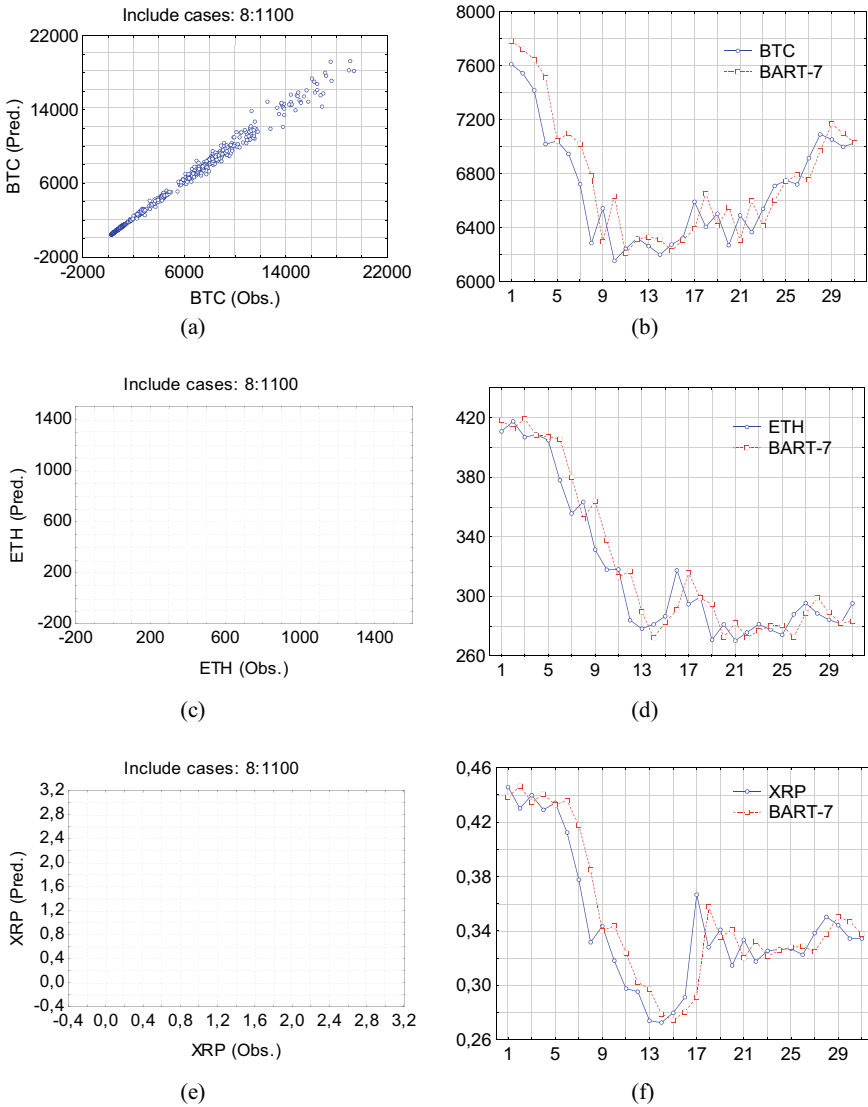 Include cases: 8:1100
22000
14000
6000
-2000
-2000 6000 14000 22000
BTC (Pred.)
BTC (Obs.)
(a)
8000
7600
7200
6800
6400
6000
1 5 9 13 17 21 25 29
BTC
BART-7
(b)
Include cases: 8:1100
1400
1000
600
200
-200
-200 200 600 1000 1400
ETH (Pred.)
ETH (Obs.)
(c)
420
380
340
300
260
1 5 9 13 17 21 25 29
ETH
BART-7
(d)
Include cases: 8:1100
3,2
2,8
2,4
2,0
1,6
1,2
0,8
0,4
0,0
-0,4
-0,4 0,0 0,4 0,8 1,2 1,6 2,0 2,4 2,8 3,2
XRP (Pred.)
XRP (Obs.)
(e)
0,46
0,42
0,38
0,34
0,30
0,26
1 5 9 13 17 21 25 29
XRP
BART-7
(f)